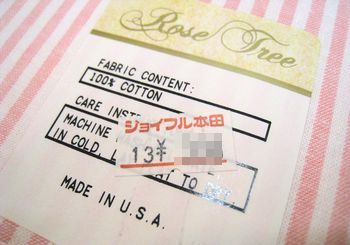 Rose Tree
FABRIC CONTENT:
100% COTTON
CARE INST
MACHINE
IN COLD, L
TO
MADE IN U.S.A.
ジョイフル本田
13 ¥